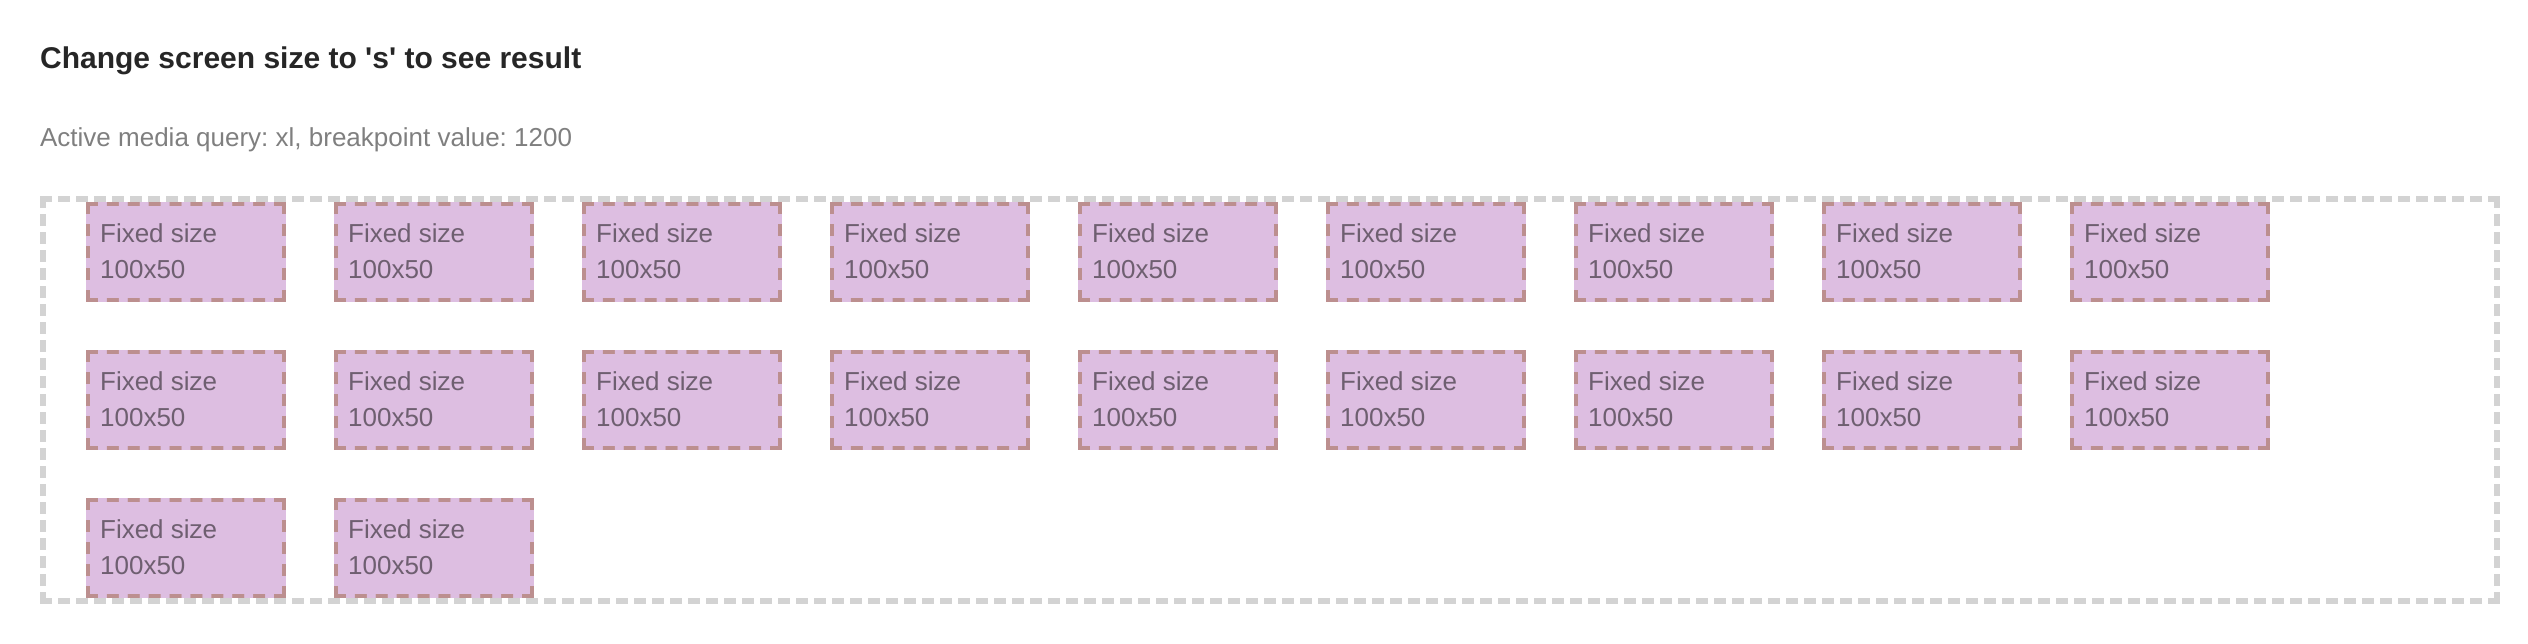 Change screen size to 's' to see result
Active media query: xl, breakpoint value: 1200
Fixed size Fixed size Fixed size Fixed size Fixed size Fixed size Fixed size Fixed size Fixed size
100x50 100x50 100x50 100x50 100x50 100x50 100x50 100x50 100x50
Fixed size Fixed size Fixed size Fixed size Fixed size Fixed size Fixed size Fixed size Fixed size
100x50 100x50 100x50 100x50 100x50 100x50 100x50 100x50 100x50
Fixed size Fixed size
100x50 100x50